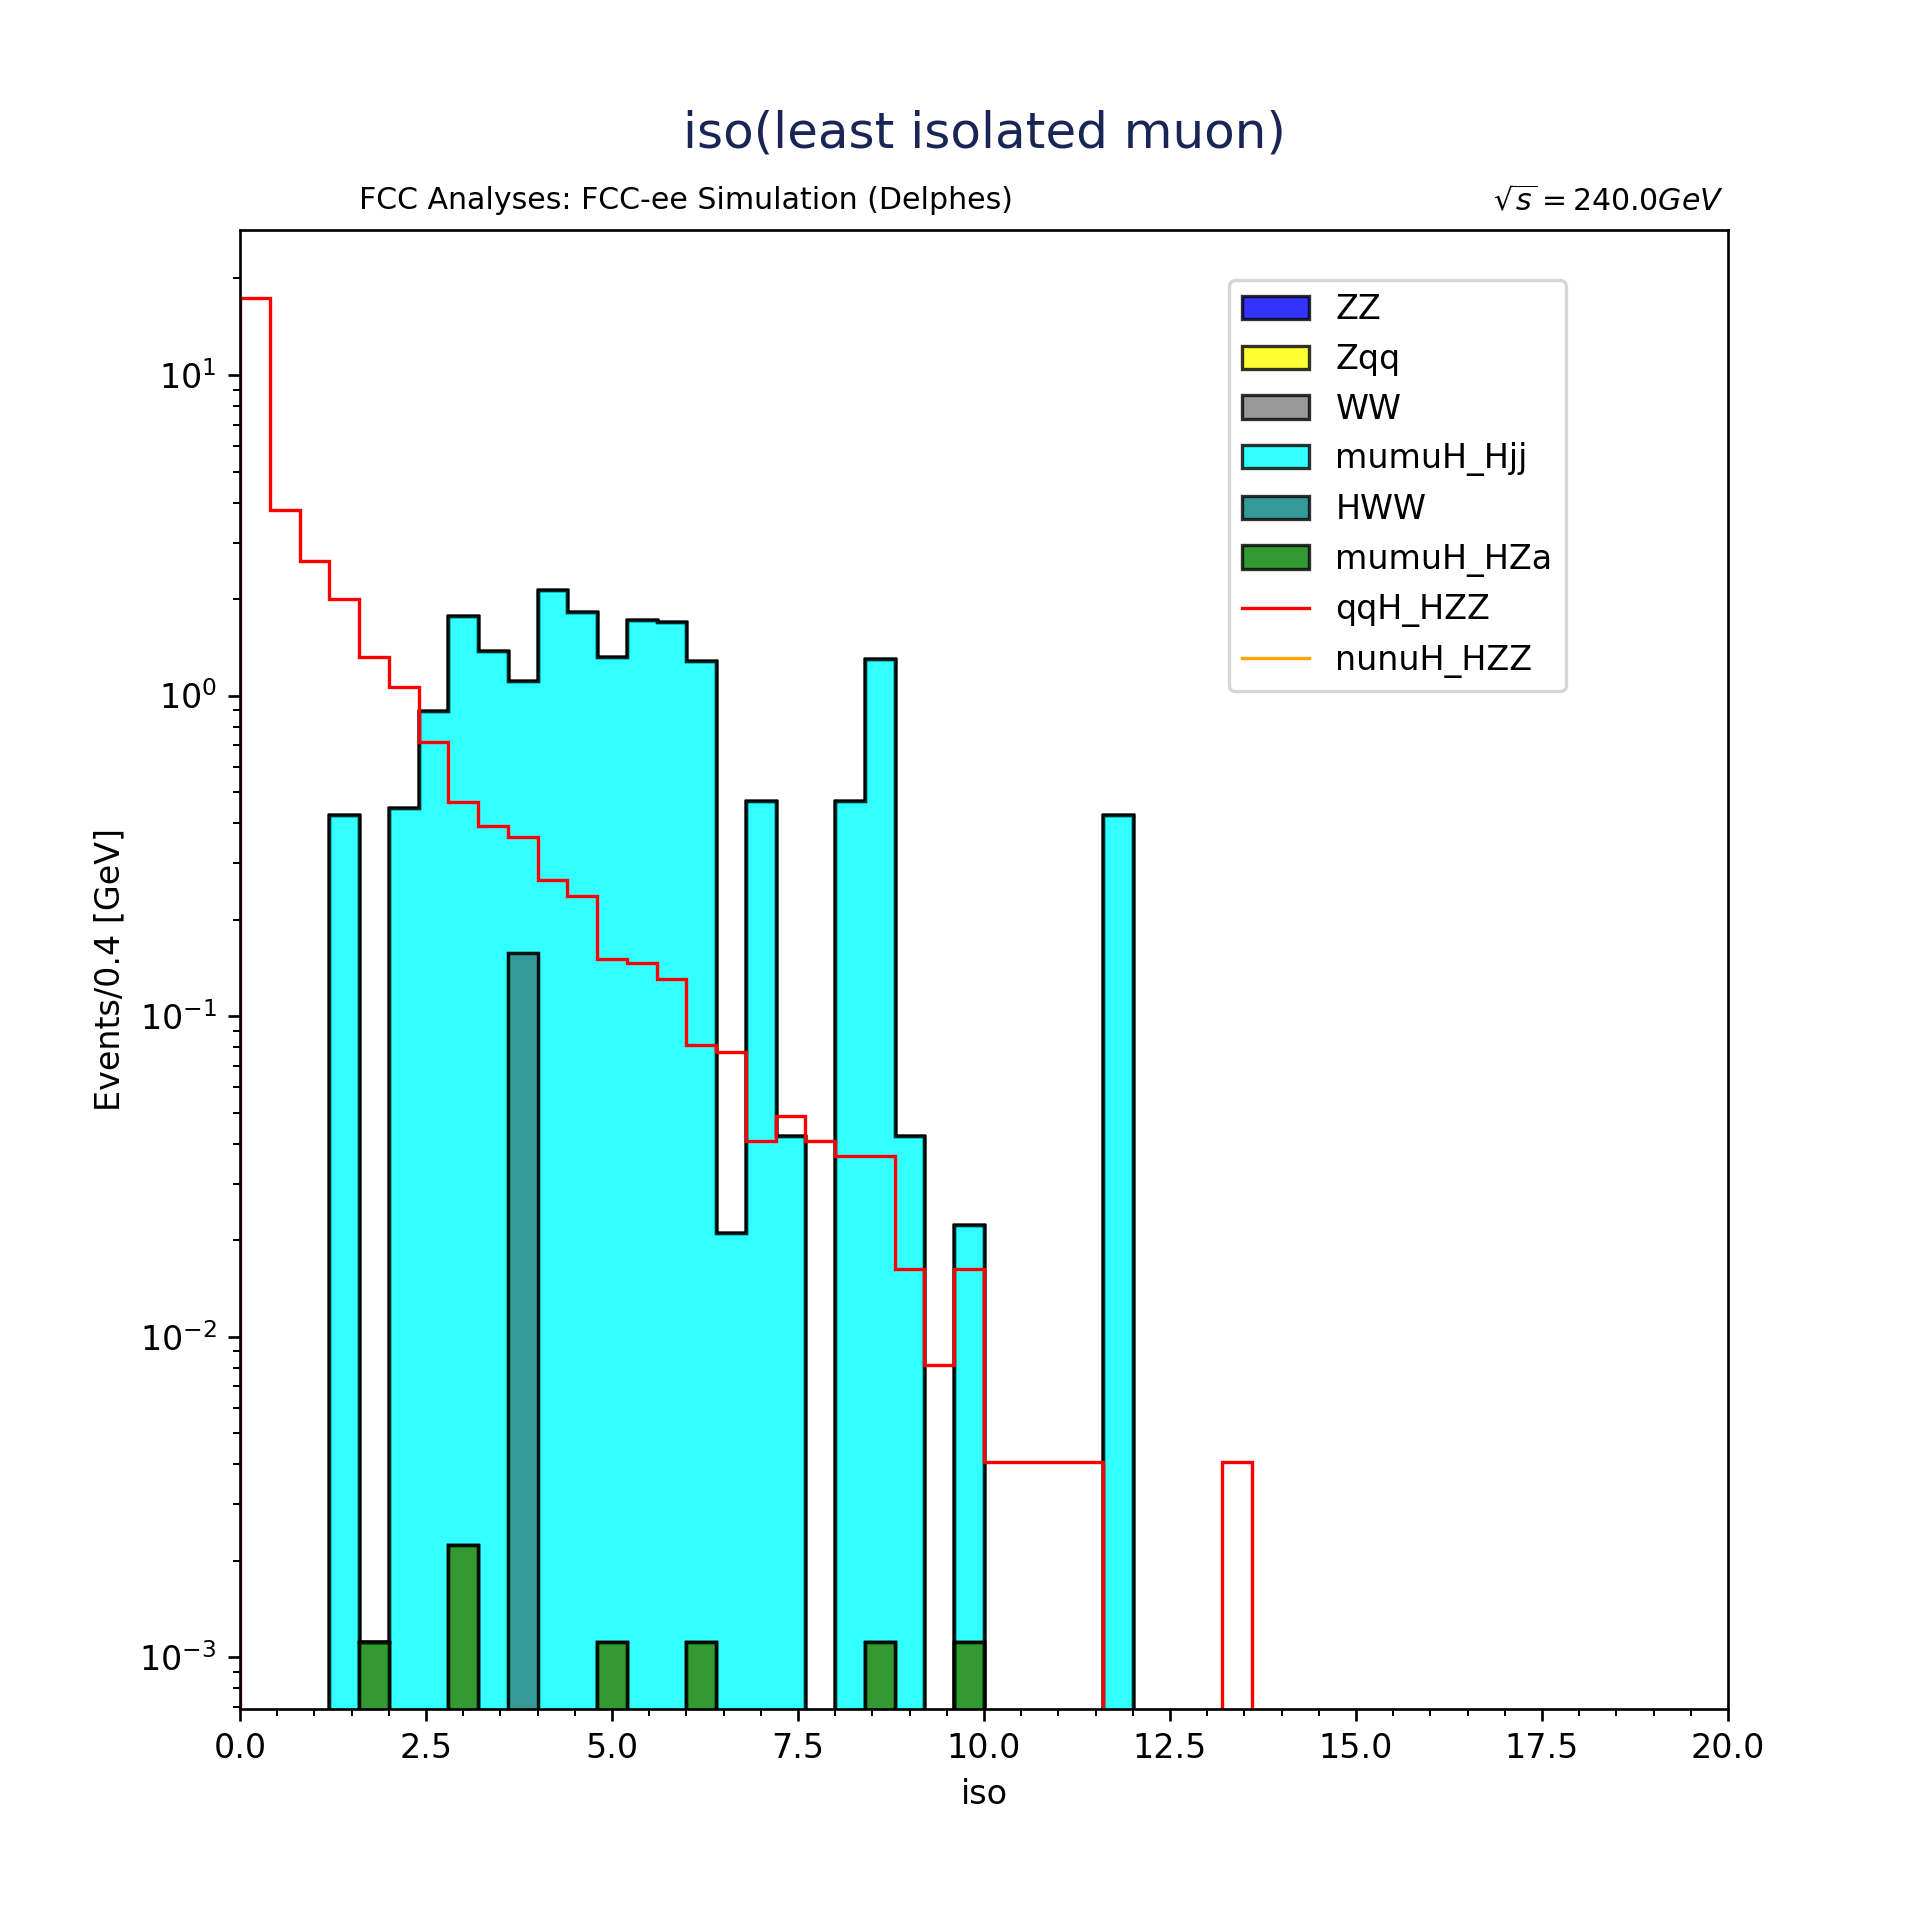 iso(least isolated muon)
FCC Analyses: FCC-ee Simulation (Delphes)
√s = 240.0GeV
ZZ
Zqq
WW
mumuH_Hjj
HWW
mumuH_HZa
qqH_HZZ
nunuH_HZZ
Events/0.4 [GeV]
10¹
10⁰
10⁻¹
10⁻²
10⁻³
0.0 2.5 5.0 7.5 10.0 12.5 15.0 17.5 20.0
iso